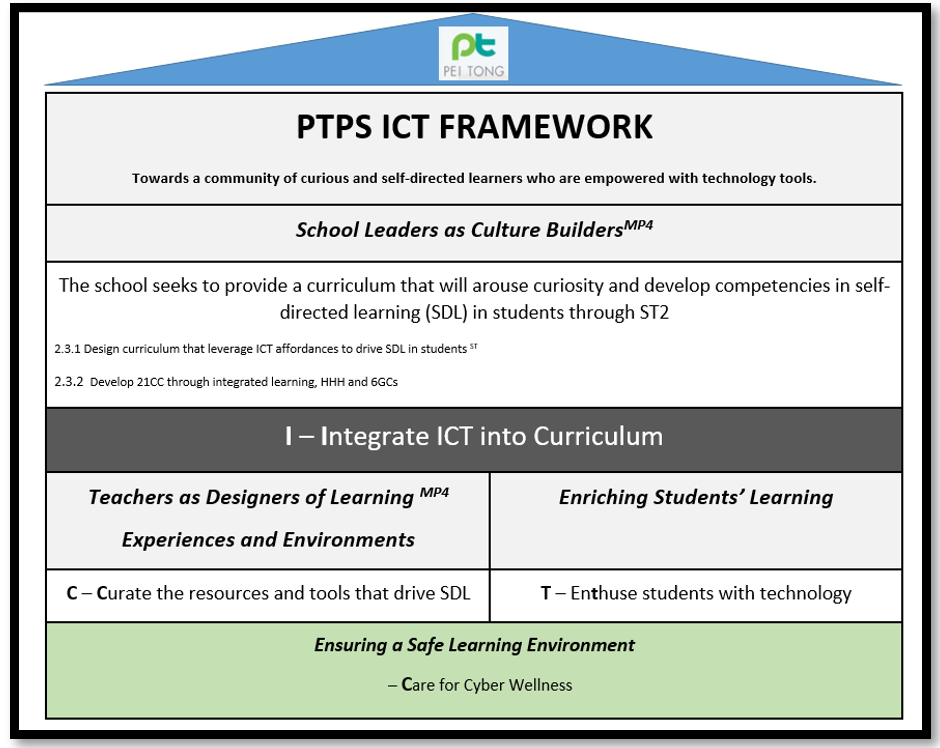 pt
PEI TONG
PTPS ICT FRAMEWORK
Towards a community of curious and self-directed learners who are empowered with technology tools.
School Leaders as Culture Builders^MP4
The school seeks to provide a curriculum that will arouse curiosity and develop competencies in self-
directed learning (SDL) in students through ST2
2.3.1 Design curriculum that leverage ICT affordances to drive SDL in students ^ST
2.3.2 Develop 21CC through integrated learning, HHH and 6GCs
I – Integrate ICT into Curriculum
Teachers as Designers of Learning ^MP4
Experiences and Environments
Enriching Students’ Learning
C – Curate the resources and tools that drive SDL
T – Enthuse students with technology
Ensuring a Safe Learning Environment
– Care for Cyber Wellness